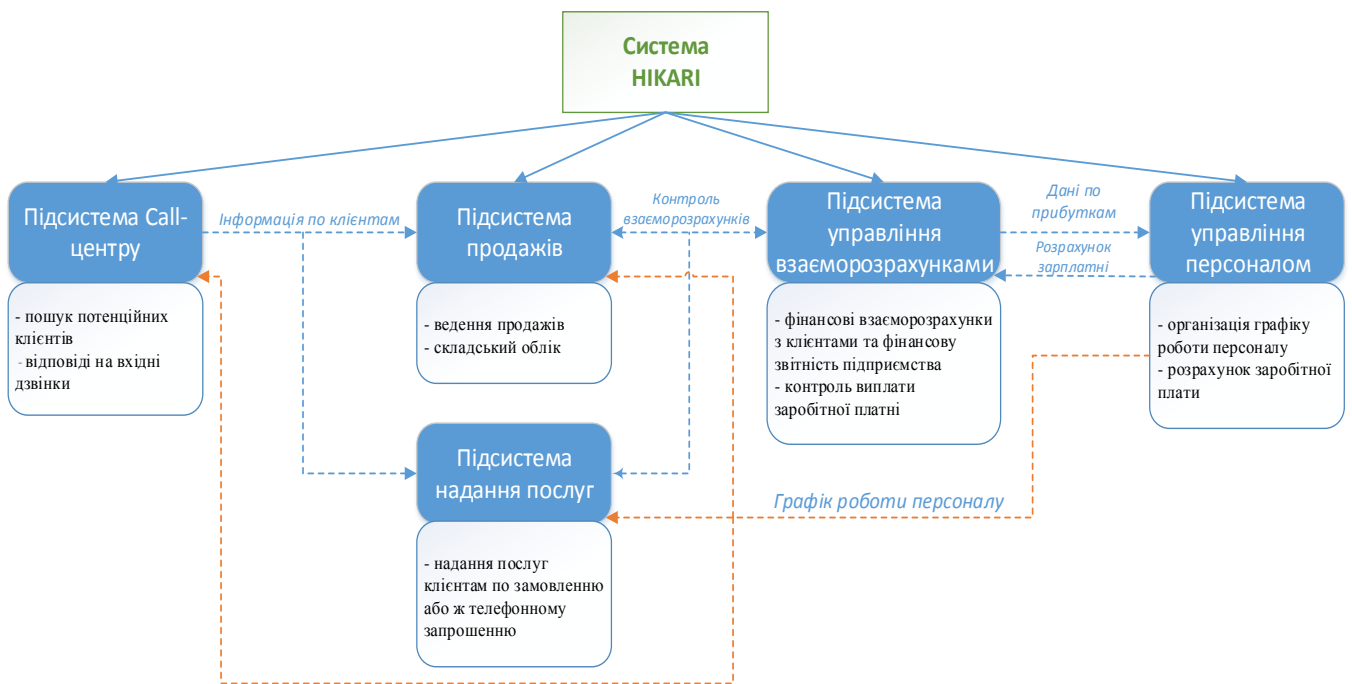 Система
HIKARI
Підсистема Call-
центру
Інформація по клієнтам
Підсистема
продажів
Контроль
взаєморозрахунків
Підсистема
управління
взаєморозрахунками
Дані по
прибуткам
Розрахунок
зарплатні
Підсистема
управління
персоналом
- пошук потенційних
клієнтів
- відповіді на вхідні
дзвінки
- ведення продажів
- складський облік
- фінансові взаєморозрахунки
з клієнтами та фінансову
звітність підприємства
- контроль виплати
заробітної платні
- організація графіку
роботи персоналу
- розрахунок заробітної
плати
Підсистема
надання послуг
Графік роботи персоналу
- надання послуг
клієнтам по замовленню
або ж телефонному
запрошенню